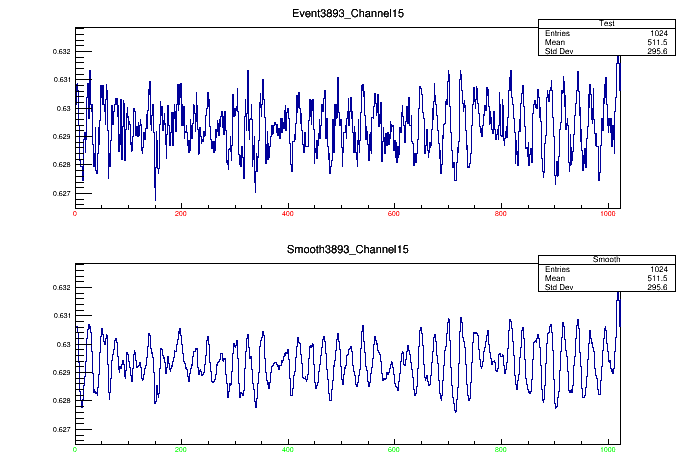 Event3893_Channel15
Test
Entries 1024
Mean 511.5
Std Dev 295.6
0.632
0.631
0.63
0.629
0.628
0.627
0 200 400 600 800 1000
Smooth3893_Channel15
Smooth
Entries 1024
Mean 511.5
Std Dev 295.6
0.632
0.631
0.63
0.629
0.628
0.627
0 200 400 600 800 1000